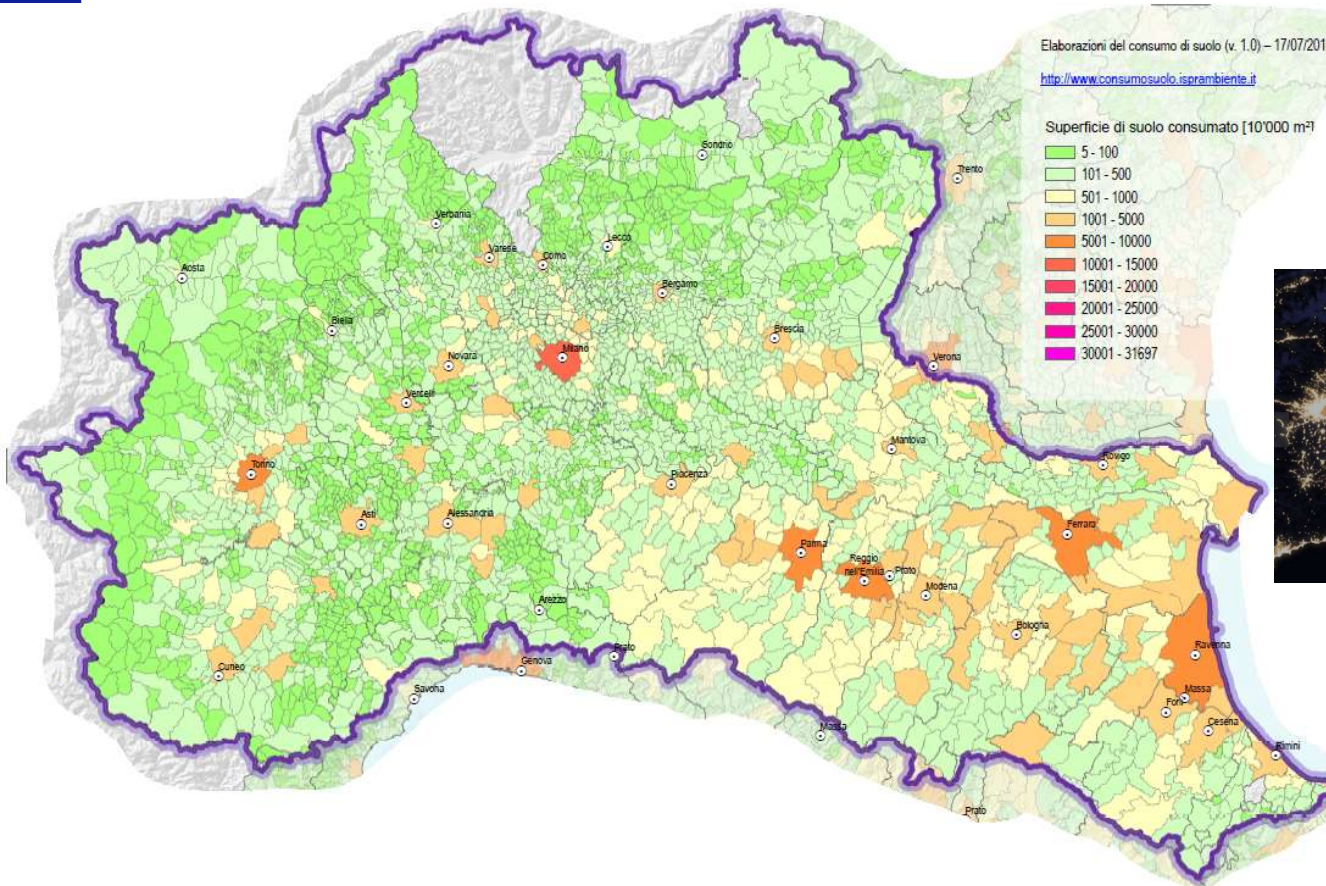 Elaborazioni del consumo di suolo (v. 1.0) – 17/07/201
http://www.consumosuolo.isprambiente.it
Superficie di suolo consumato [10'000 m²]
5 - 100
101 - 500
501 - 1000
1001 - 5000
5001 - 10000
10001 - 15000
15001 - 20000
20001 - 25000
25001 - 30000
30001 - 31697
Sondrio
Trento
Verbania
Lecco
Varese
Como
Aosta
Bergamo
Biella
Brescia
Novara
Milano
Verona
Vercelli
Mantova
Torino
Piacenza
Rovigo
Asti
Alessandria
Ferrara
Parma
Reggio
nell'Emilia
Prato
Modena
Arezzo
Bologna
Ravenna
Prato
Genova
Cuneo
Savona
Massa
Forlì
Cesena
Massa
Rimini
Prato